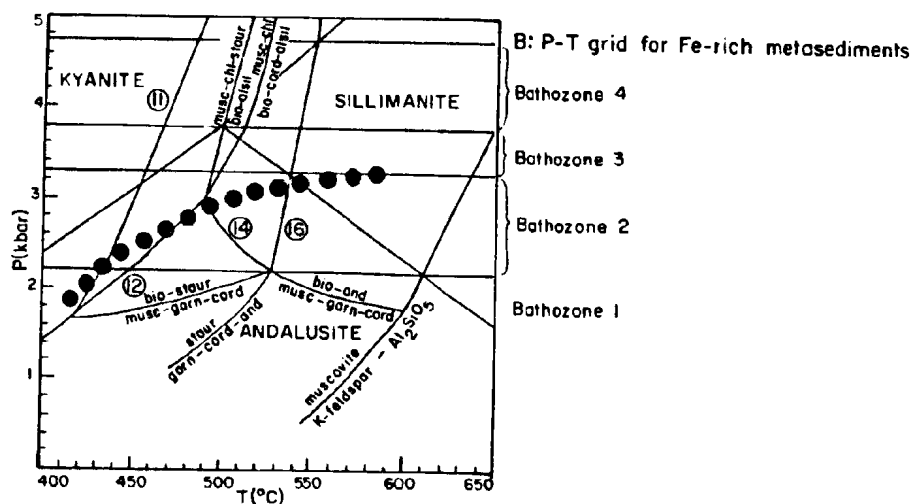 B: P-T grid for Fe-rich metasediments
5
4
3
2
1
P(kbar)
KYANITE
SILLIMANITE
ANDALUSITE
11
12
14
16
musc-chl-staur
bio-alsil
musc-chl
bio-cord-alsil
bio-staur
musc-garn-cord
staur
garn-cord-and
bio-and
musc-garn-cord
muscovite
K-feldspar - Al2SiO5
Bathozone 4
Bathozone 3
Bathozone 2
Bathozone 1
400
450
500
550
600
650
T(°C)